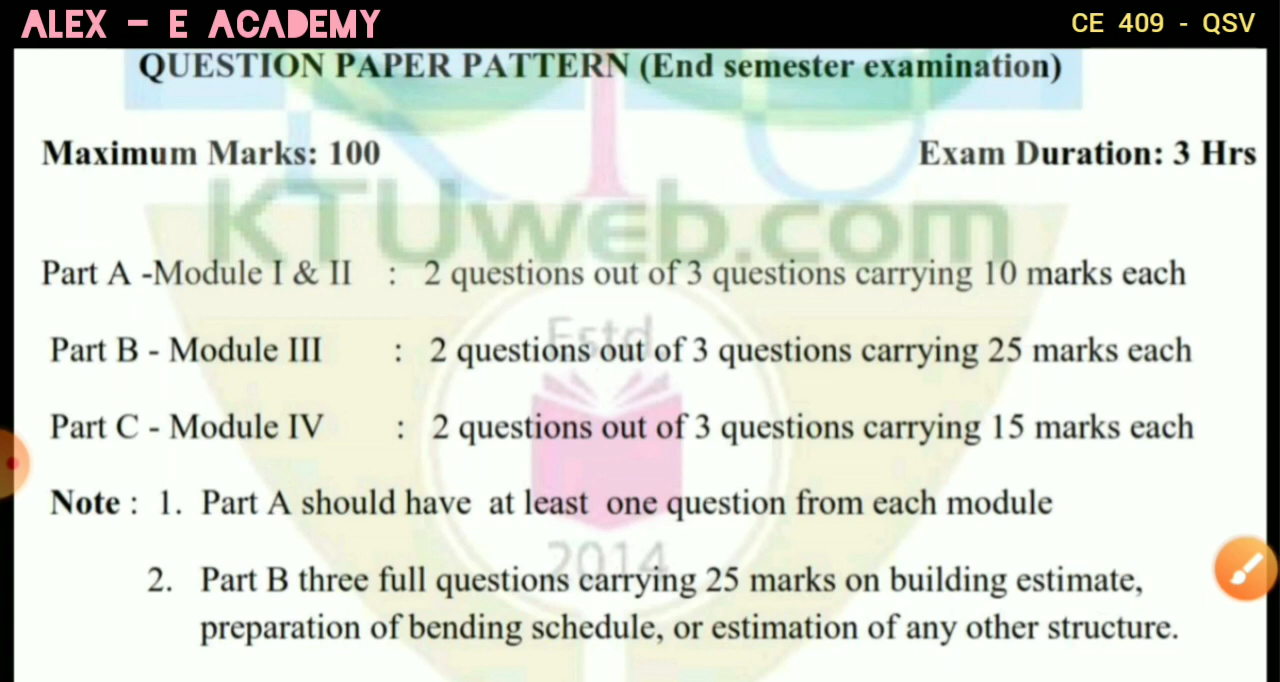 ALEX - E ACADEMY
CE 409 - QSV
QUESTION PAPER PATTERN (End semester examination)
Maximum Marks: 100 Exam Duration: 3 Hrs
KTUweb.com
Part A -Module I & II : 2 questions out of 3 questions carrying 10 marks each
Estd
Part B - Module III : 2 questions out of 3 questions carrying 25 marks each
Part C - Module IV : 2 questions out of 3 questions carrying 15 marks each
Note : 1. Part A should have at least one question from each module
2014
2. Part B three full questions carrying 25 marks on building estimate,
preparation of bending schedule, or estimation of any other structure.